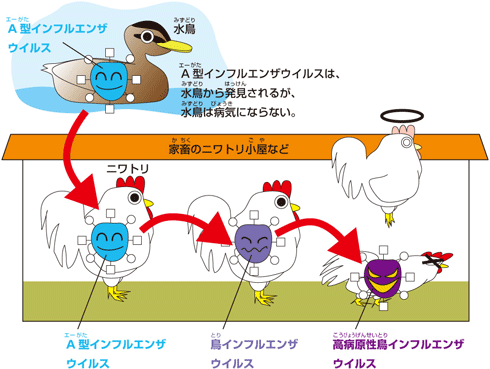 エーがた
A型インフルエンザ
ウイルス
みずどり
水鳥
エーがた
A型インフルエンザウイルスは、
みずどり はっけん
水鳥から発見されるが、
みずどり びょうき
水鳥は病気にならない。
か ちく こ や
家畜のニワトリ小屋など
ニワトリ
エーがた
A型インフルエンザ
ウイルス
とり
鳥インフルエンザ
ウイルス
こうびょうげんせいとり
高病原性鳥インフルエンザ
ウイルス